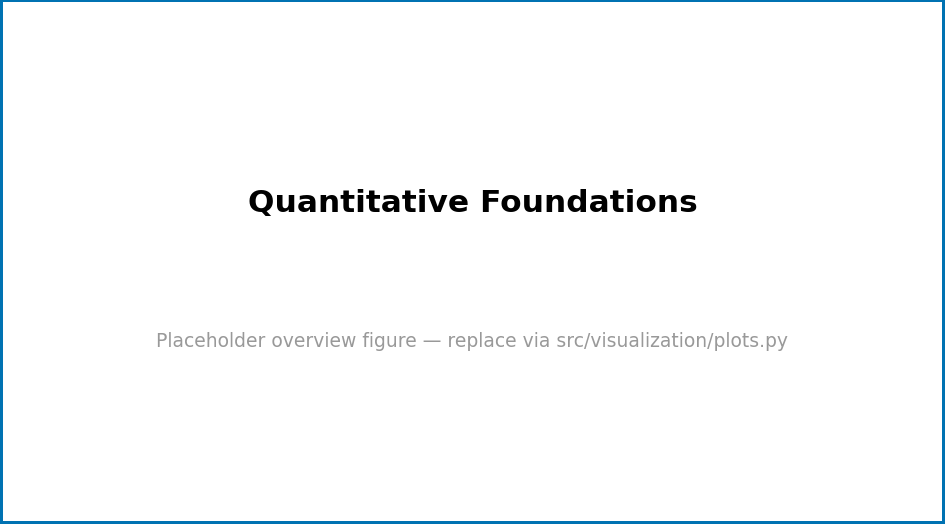 Quantitative Foundations
Placeholder overview figure — replace via src/visualization/plots.py